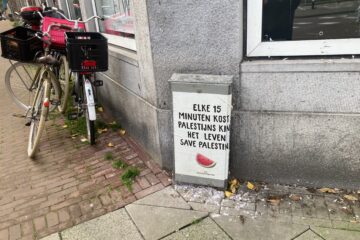 ELKE 15
MINUTEN KOST
PALESTIJNS KIN
HET LEVEN
SAVE PALESTIN